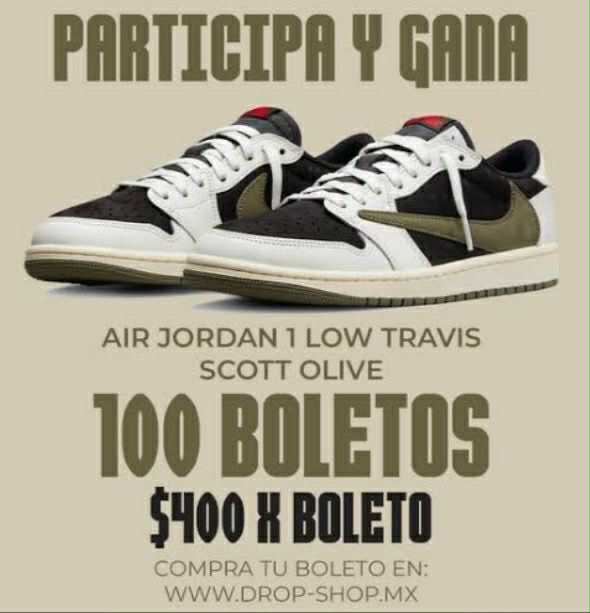 PARTICIPA Y GANA
AIR JORDAN 1 LOW TRAVIS
SCOTT OLIVE
100 BOLETOS
$400 X BOLETO
COMPRA TU BOLETO EN:
WWW.DROP-SHOP.MX